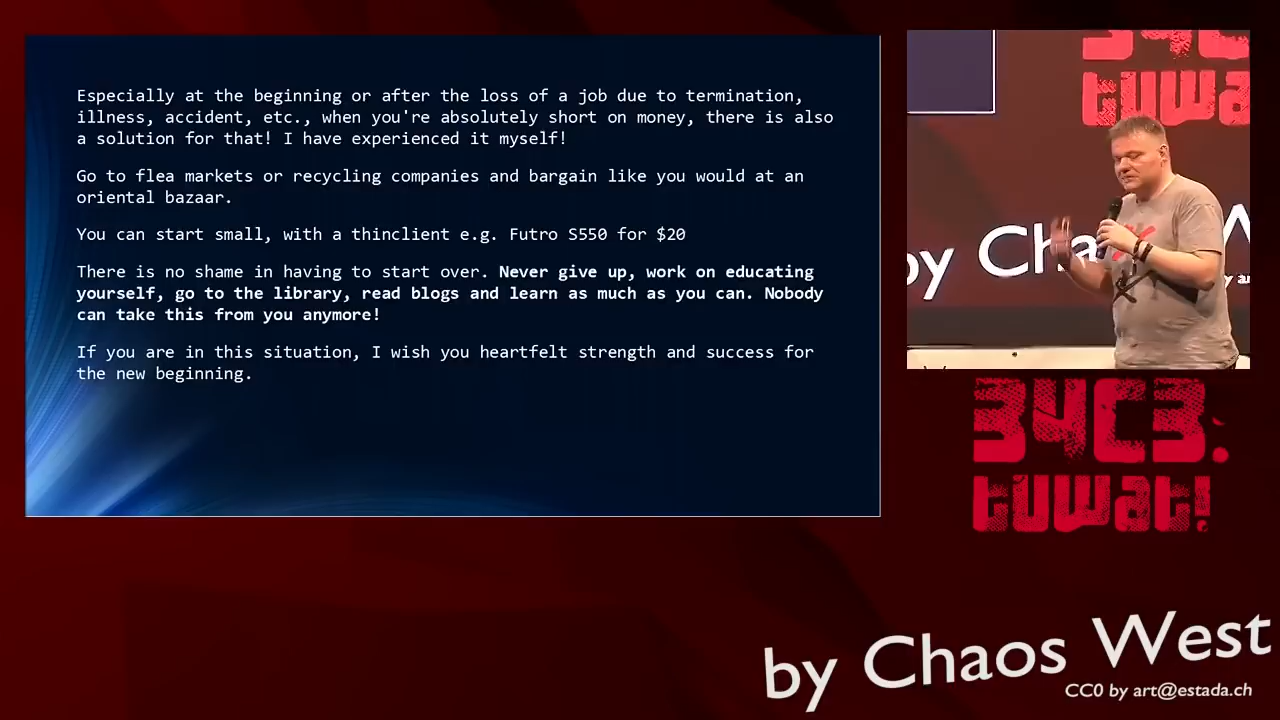 Especially at the beginning or after the loss of a job due to termination,
illness, accident, etc., when you're absolutely short on money, there is also
a solution for that! I have experienced it myself!
Go to flea markets or recycling companies and bargain like you would at an
oriental bazaar.
You can start small, with a thinclient e.g. Futro S550 for $20
There is no shame in having to start over. Never give up, work on educating
yourself, go to the library, read blogs and learn as much as you can. Nobody
can take this from you anymore!
If you are in this situation, I wish you heartfelt strength and success for
the new beginning.
34C
tuwa
by Cha W
34C3:
tuwat!
by Chaos West
CC0 by art@estada.ch